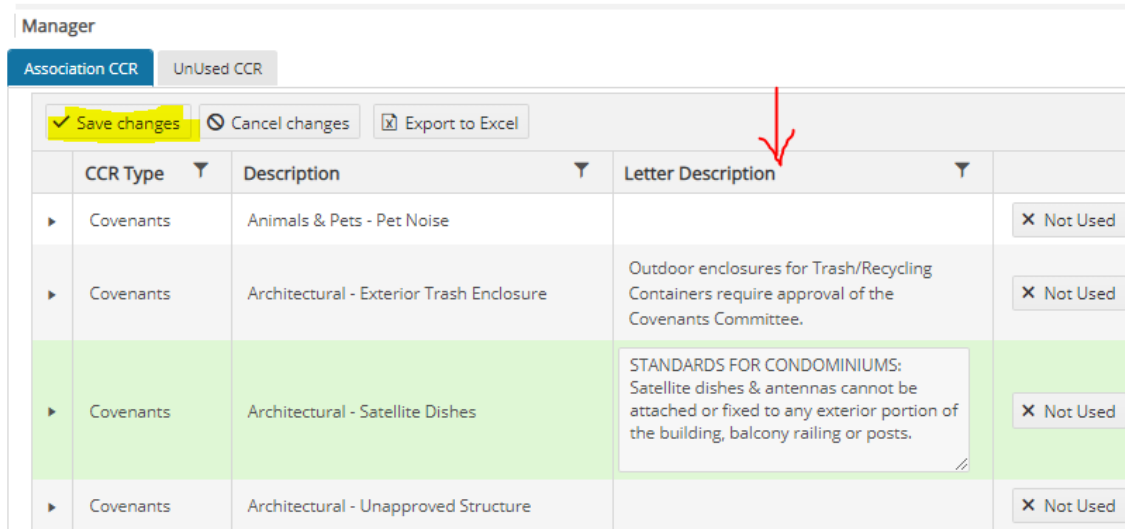 Manager
Association CCR UnUsed CCR
Save changes Cancel changes Export to Excel
CCR Type Description Letter Description
Covenants Animals & Pets - Pet Noise Not Used
Covenants Architectural - Exterior Trash Enclosure Outdoor enclosures for Trash/Recycling
Containers require approval of the
Covenants Committee. Not Used
Covenants Architectural - Satellite Dishes STANDARDS FOR CONDOMINIUMS:
Satellite dishes & antennas cannot be
attached or fixed to any exterior portion of
the building, balcony railing or posts. Not Used
Covenants Architectural - Unapproved Structure Not Used